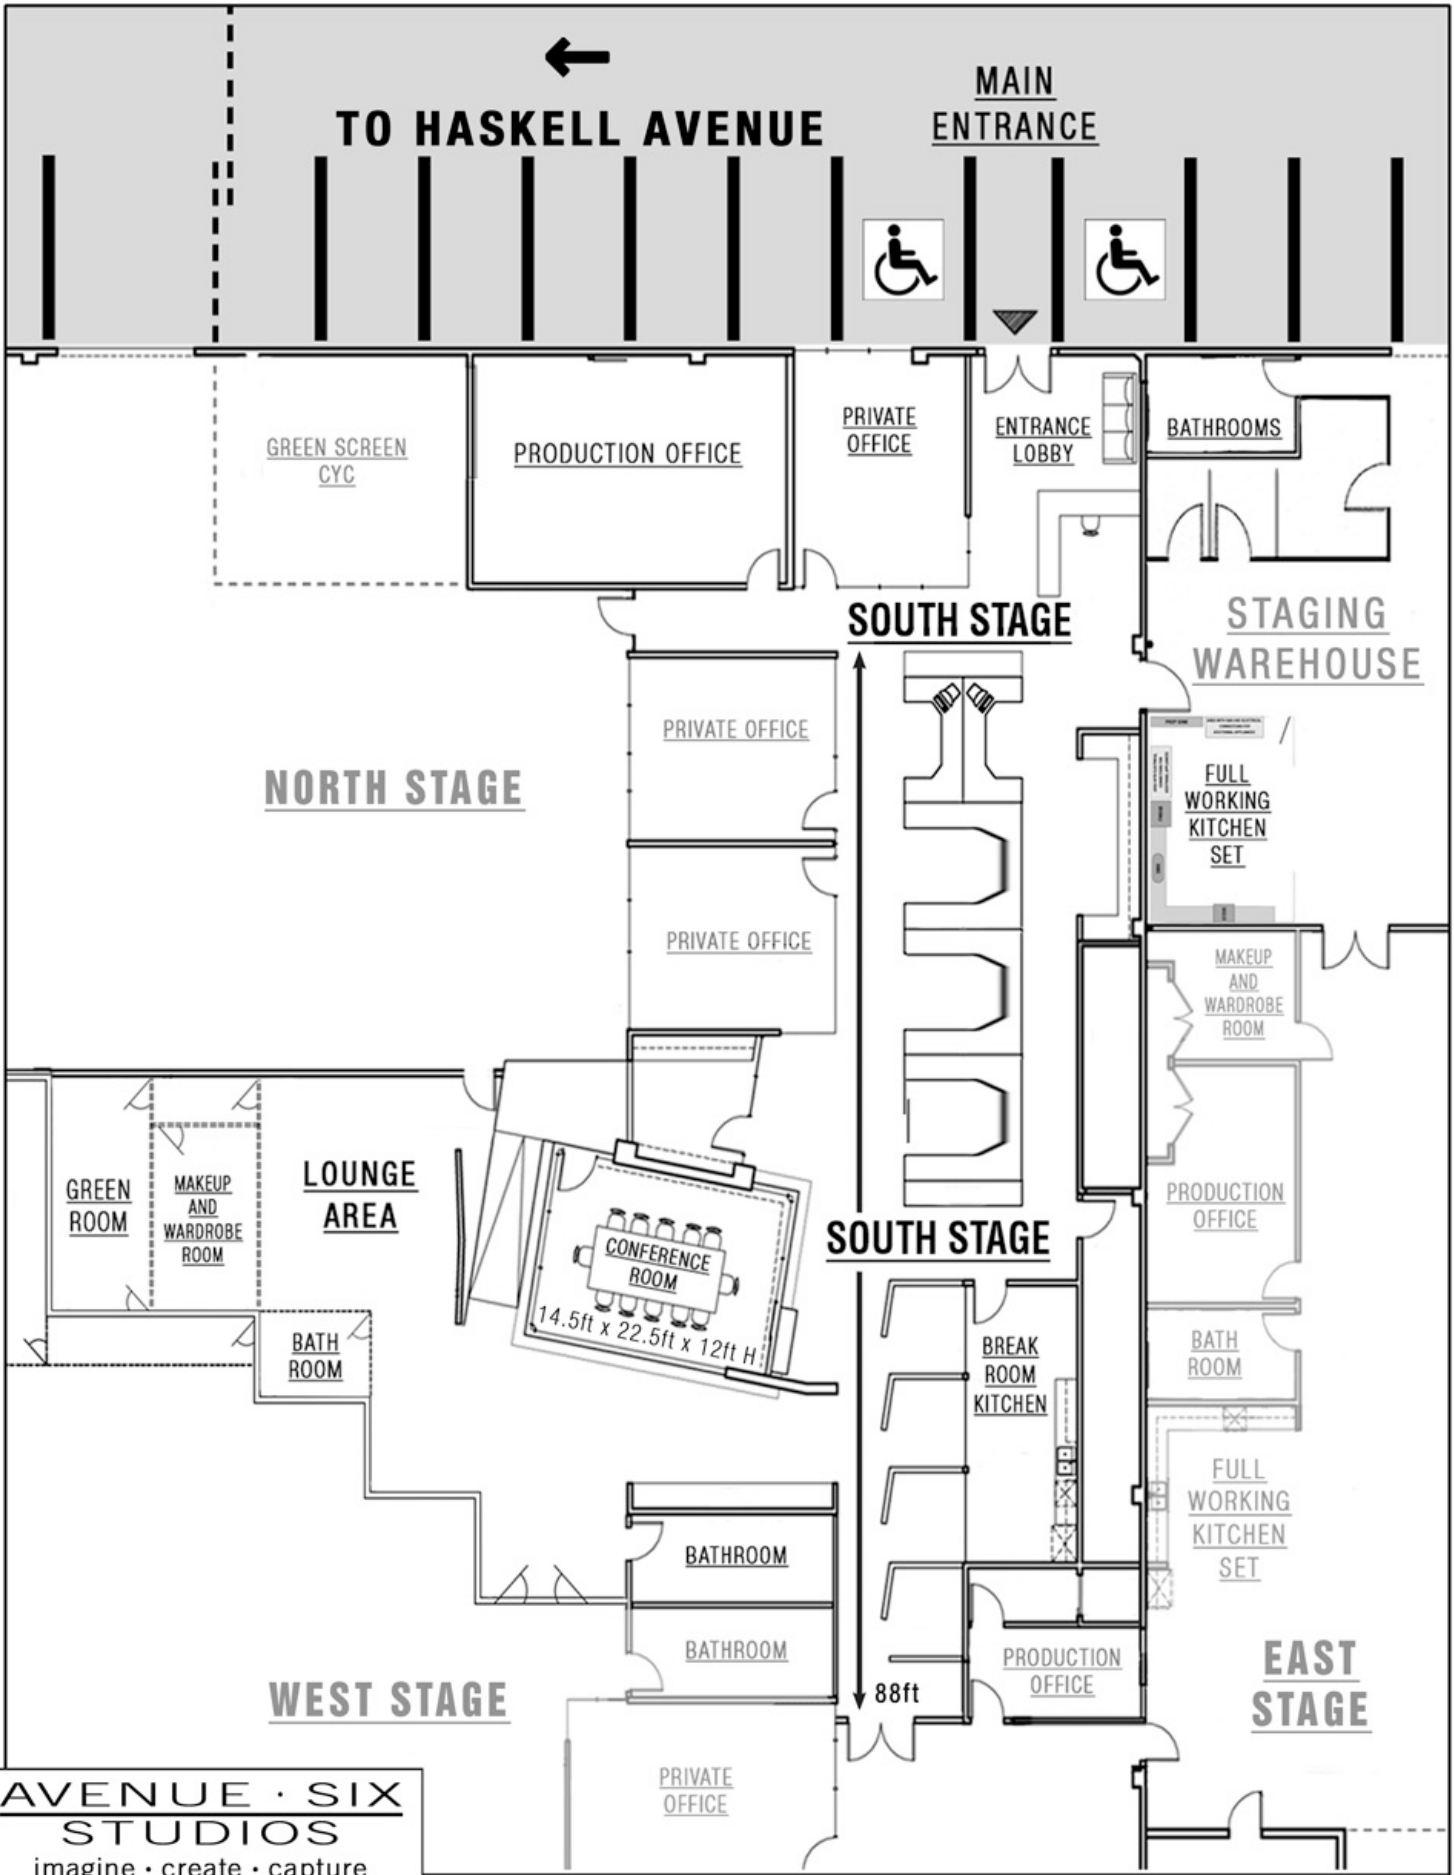 TO HASKELL AVENUE
MAIN
ENTRANCE
GREEN SCREEN
CYC
PRODUCTION OFFICE
PRIVATE
OFFICE
ENTRANCE
LOBBY
BATHROOMS
SOUTH STAGE
STAGING
WAREHOUSE
NORTH STAGE
PRIVATE OFFICE
FULL
WORKING
KITCHEN
SET
PRIVATE OFFICE
MAKEUP
AND
WARDROBE
ROOM
GREEN
ROOM
MAKEUP
AND
WARDROBE
ROOM
LOUNGE
AREA
CONFERENCE
ROOM
14.5ft x 22.5ft x 12ft H
SOUTH STAGE
PRODUCTION
OFFICE
BATH
ROOM
BREAK
ROOM
KITCHEN
BATH
ROOM
FULL
WORKING
KITCHEN
SET
BATHROOM
BATHROOM
WEST STAGE
88ft
PRODUCTION
OFFICE
EAST
STAGE
PRIVATE
OFFICE
AVENUE · SIX
STUDIOS
imagine • create • capture